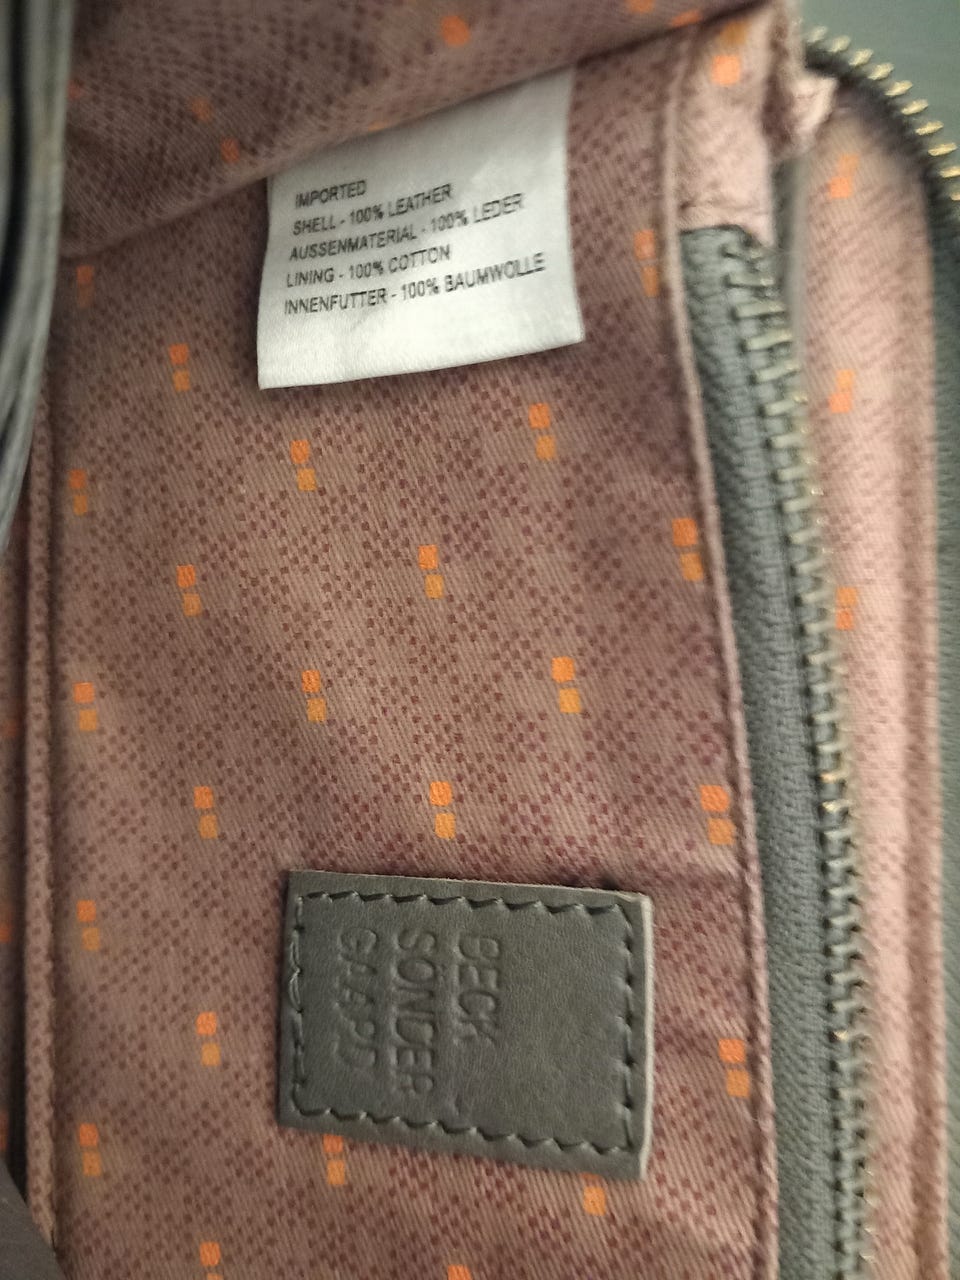 IMPORTED
SHELL - 100% LEATHER
AUSSENMATERIAL - 100% LEDER
LINING - 100% COTTON
INNENFUTTER - 100% BAUMWOLLE
BECK
SÖNDER
GAARD